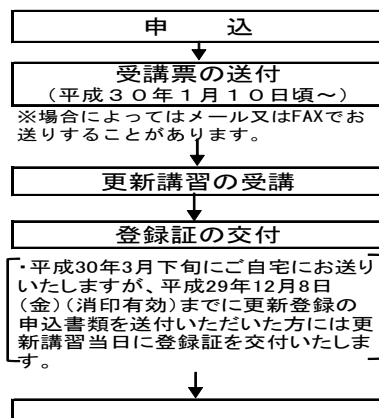 申　　込
受講票の送付
（平成３０年１月１０日頃～）
※場合によってはメール又はFAXでお
送りすることがあります。
更新講習の受講
登録証の交付
・平成30年3月下旬にご自宅にお送り
いたしますが、平成29年12月8日
(金)(消印有効)までに更新登録の
申込書類を送付いただいた方には更
新講習当日に登録証を交付いたしま
す。